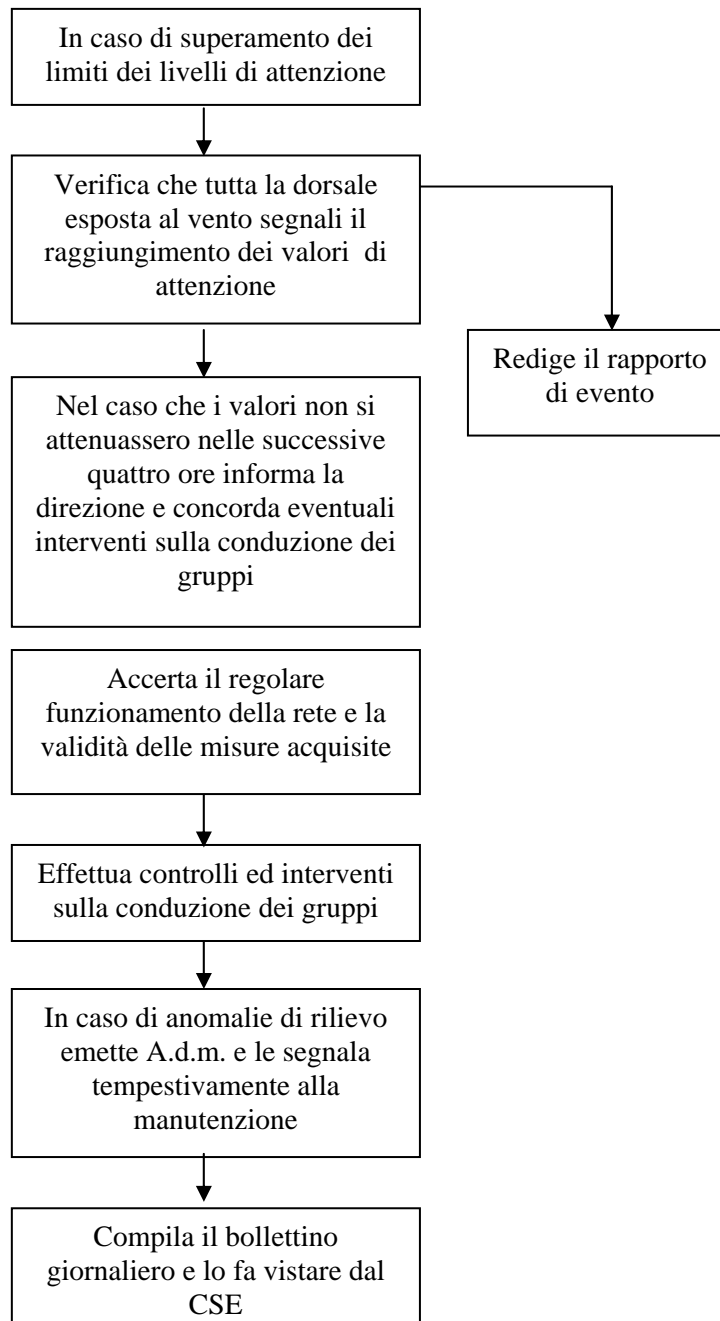 In caso di superamento dei
limiti dei livelli di attenzione
Verifica che tutta la dorsale
esposta al vento segnali il
raggiungimento dei valori di
attenzione
Redige il rapporto
di evento
Nel caso che i valori non si
attenuassero nelle successive
quattro ore informa la
direzione e concorda eventuali
interventi sulla conduzione dei
gruppi
Accerta il regolare
funzionamento della rete e la
validità delle misure acquisite
Effettua controlli ed interventi
sulla conduzione dei gruppi
In caso di anomalie di rilievo
emette A.d.m. e le segnala
tempestivamente alla
manutenzione
Compila il bollettino
giornaliero e lo fa vistare dal
CSE